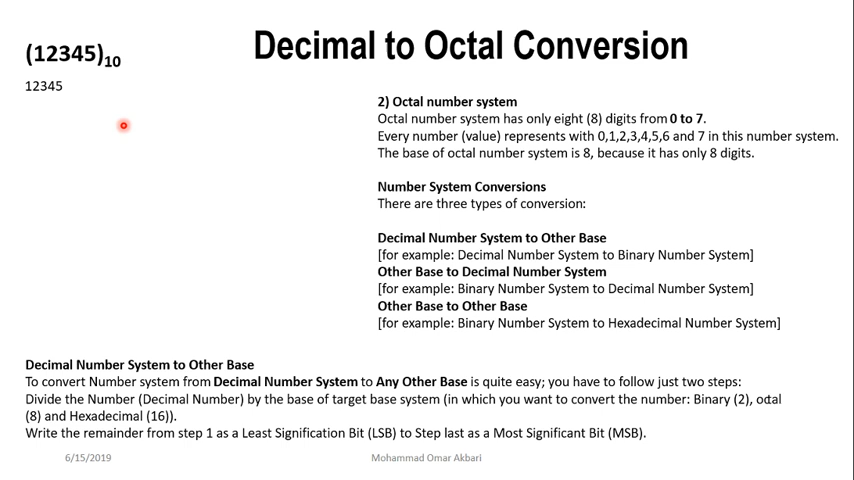 (12345)10
Decimal to Octal Conversion
12345
2) Octal number system
Octal number system has only eight (8) digits from 0 to 7.
Every number (value) represents with 0,1,2,3,4,5,6 and 7 in this number system.
The base of octal number system is 8, because it has only 8 digits.
Number System Conversions
There are three types of conversion:
Decimal Number System to Other Base
[for example: Decimal Number System to Binary Number System]
Other Base to Decimal Number System
[for example: Binary Number System to Decimal Number System]
Other Base to Other Base
[for example: Binary Number System to Hexadecimal Number System]
Decimal Number System to Other Base
To convert Number system from Decimal Number System to Any Other Base is quite easy; you have to follow just two steps:
Divide the Number (Decimal Number) by the base of target base system (in which you want to convert the number: Binary (2), octal
(8) and Hexadecimal (16)).
Write the remainder from step 1 as a Least Signification Bit (LSB) to Step last as a Most Significant Bit (MSB).
6/15/2019
Mohammad Omar Akbari